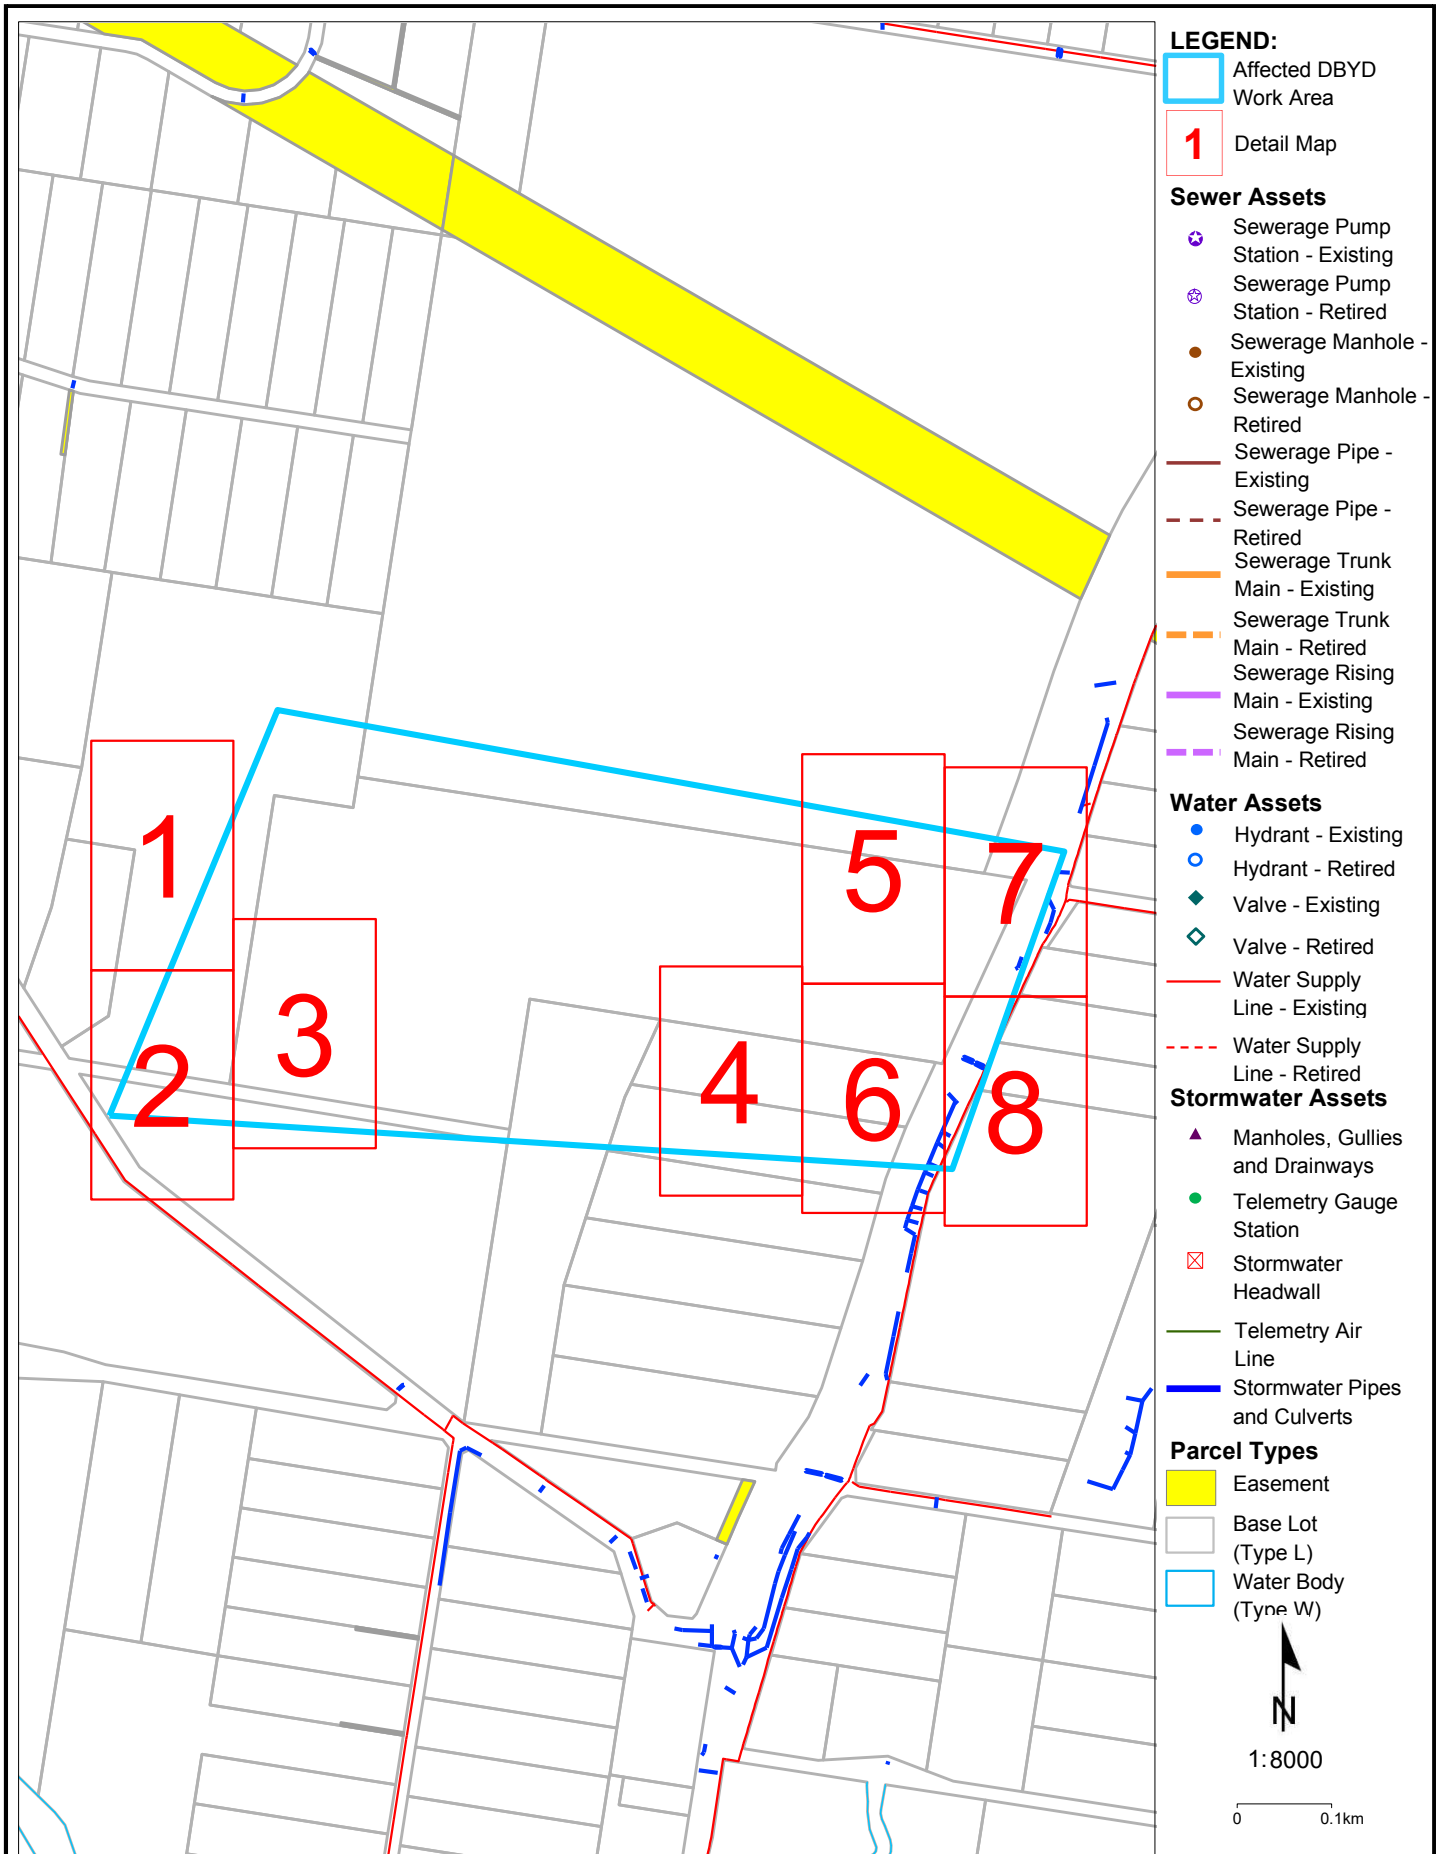 LEGEND:
Affected DBYD
Work Area
1
Detail Map
Sewer Assets
Sewerage Pump
Station - Existing
Sewerage Pump
Station - Retired
Sewerage Manhole -
Existing
Sewerage Manhole -
Retired
Sewerage Pipe -
Existing
Sewerage Pipe -
Retired
Sewerage Trunk
Main - Existing
Sewerage Trunk
Main - Retired
Sewerage Rising
Main - Existing
Sewerage Rising
Main - Retired
Water Assets
Hydrant - Existing
Hydrant - Retired
Valve - Existing
Valve - Retired
Water Supply
Line - Existing
Water Supply
Line - Retired
Stormwater Assets
Manholes, Gullies
and Drainways
Telemetry Gauge
Station
Stormwater
Headwall
Telemetry Air
Line
Stormwater Pipes
and Culverts
Parcel Types
Easement
Base Lot
(Type L)
Water Body
(Type W)
N
1:8000
0 0.1km
1
2
3
4
5
6
7
8